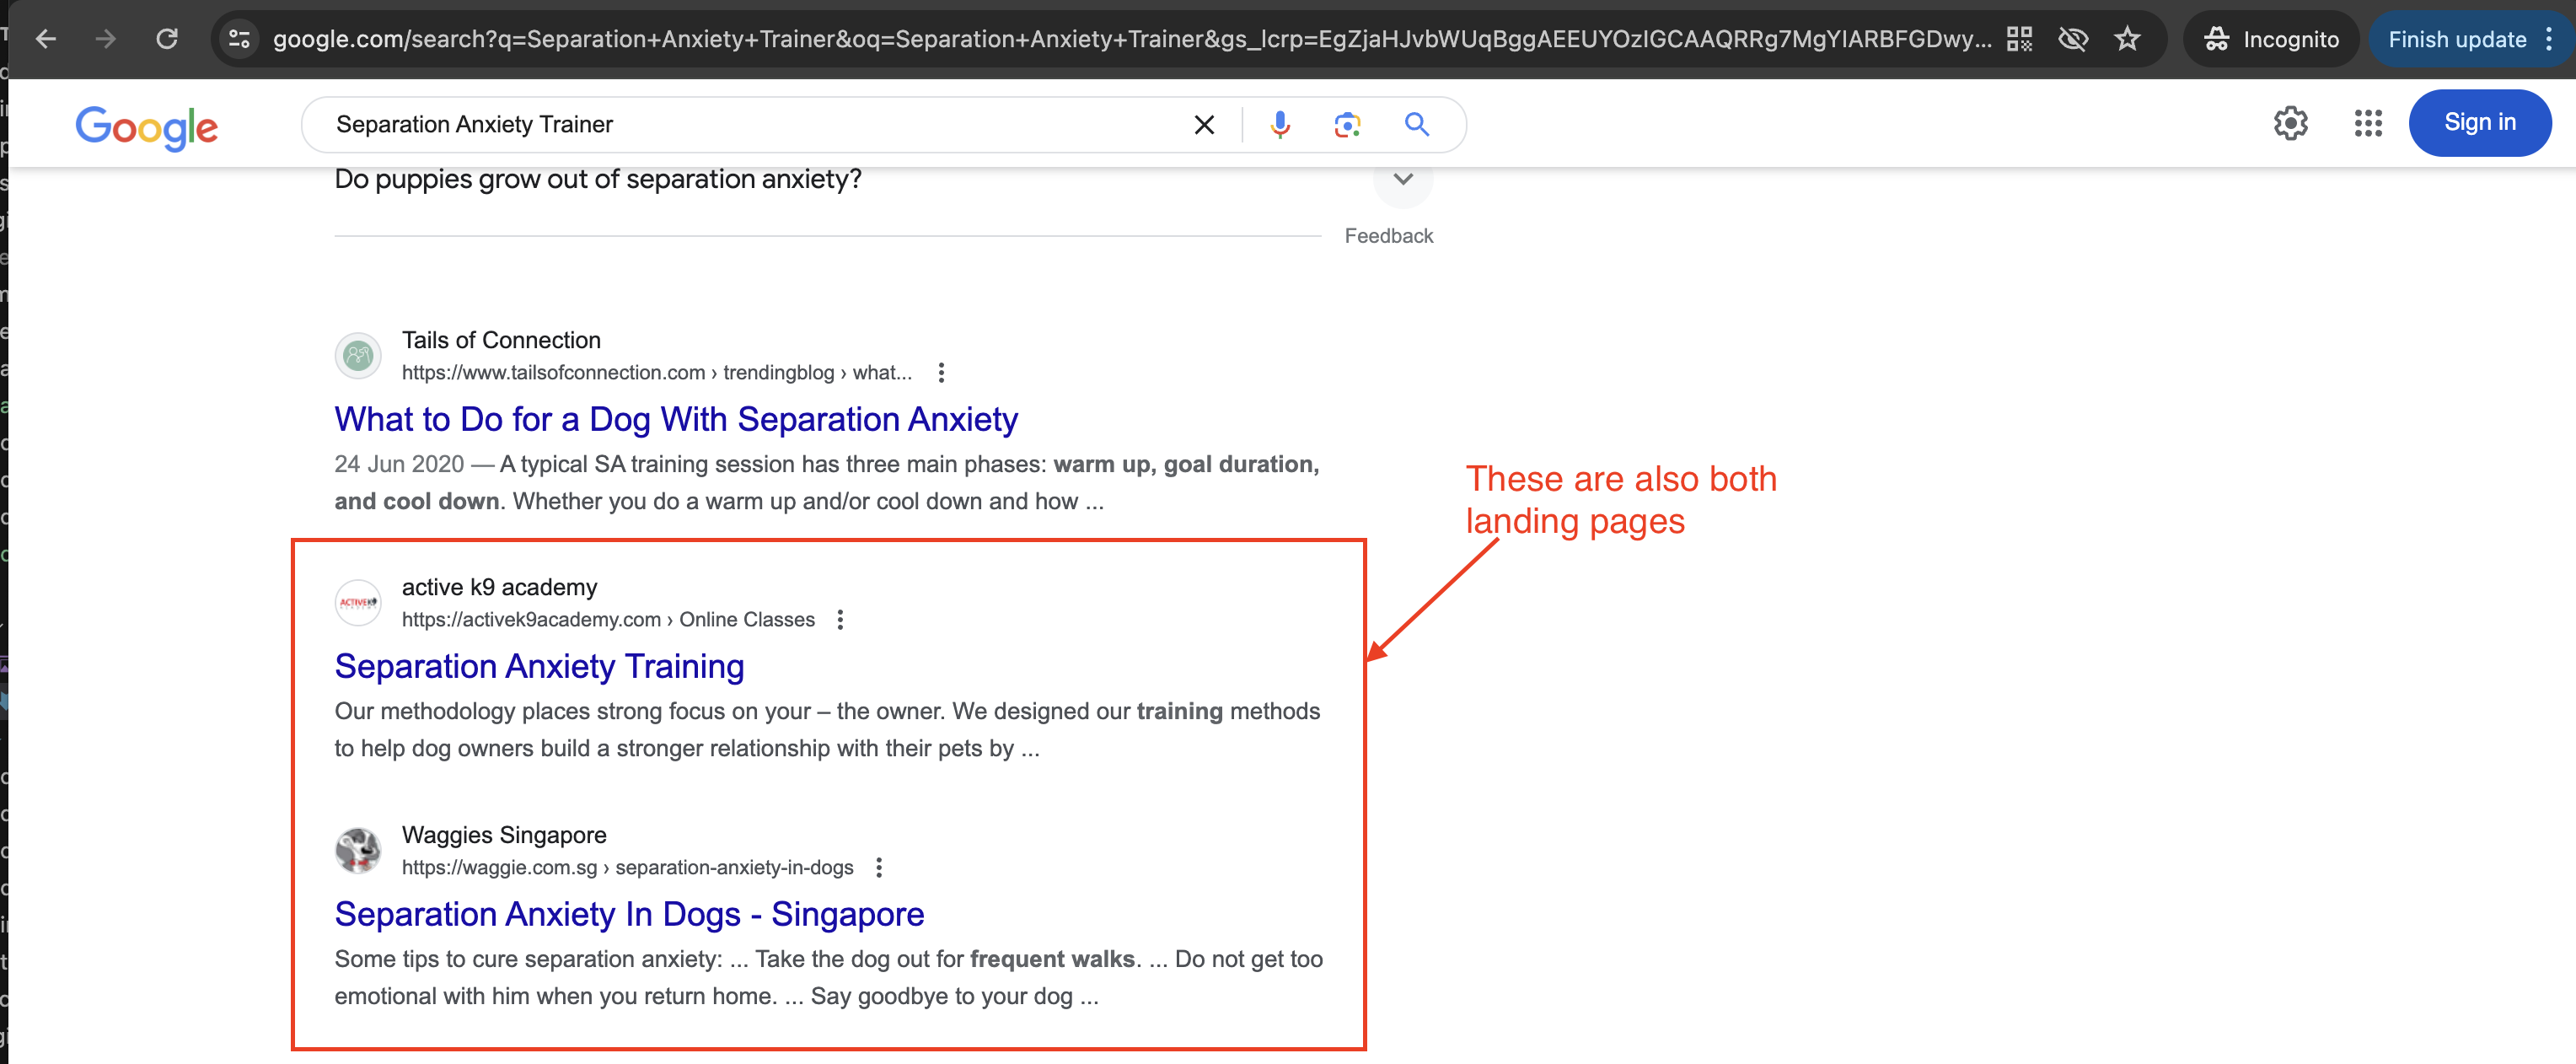 google.com/search?q=Separation+Anxiety+Trainer&oq=Separation+Anxiety+Trainer&gs_lcrp=EgZjaHJvbWUqBggAEEUYOzIGCAAQRRg7MgYIARBFGDwy...
Incognito
Finish update
Google
Separation Anxiety Trainer
Sign in
Do puppies grow out of separation anxiety?
Feedback
Tails of Connection
https://www.tailsofconnection.com › trendingblog › what...
What to Do for a Dog With Separation Anxiety
24 Jun 2020 — A typical SA training session has three main phases: warm up, goal duration,
and cool down. Whether you do a warm up and/or cool down and how ...
These are also both
landing pages
active k9 academy
https://activek9academy.com › Online Classes
Separation Anxiety Training
Our methodology places strong focus on your – the owner. We designed our training methods
to help dog owners build a stronger relationship with their pets by ...
Waggies Singapore
https://waggie.com.sg › separation-anxiety-in-dogs
Separation Anxiety In Dogs - Singapore
Some tips to cure separation anxiety: ... Take the dog out for frequent walks. ... Do not get too
emotional with him when you return home. ... Say goodbye to your dog ...